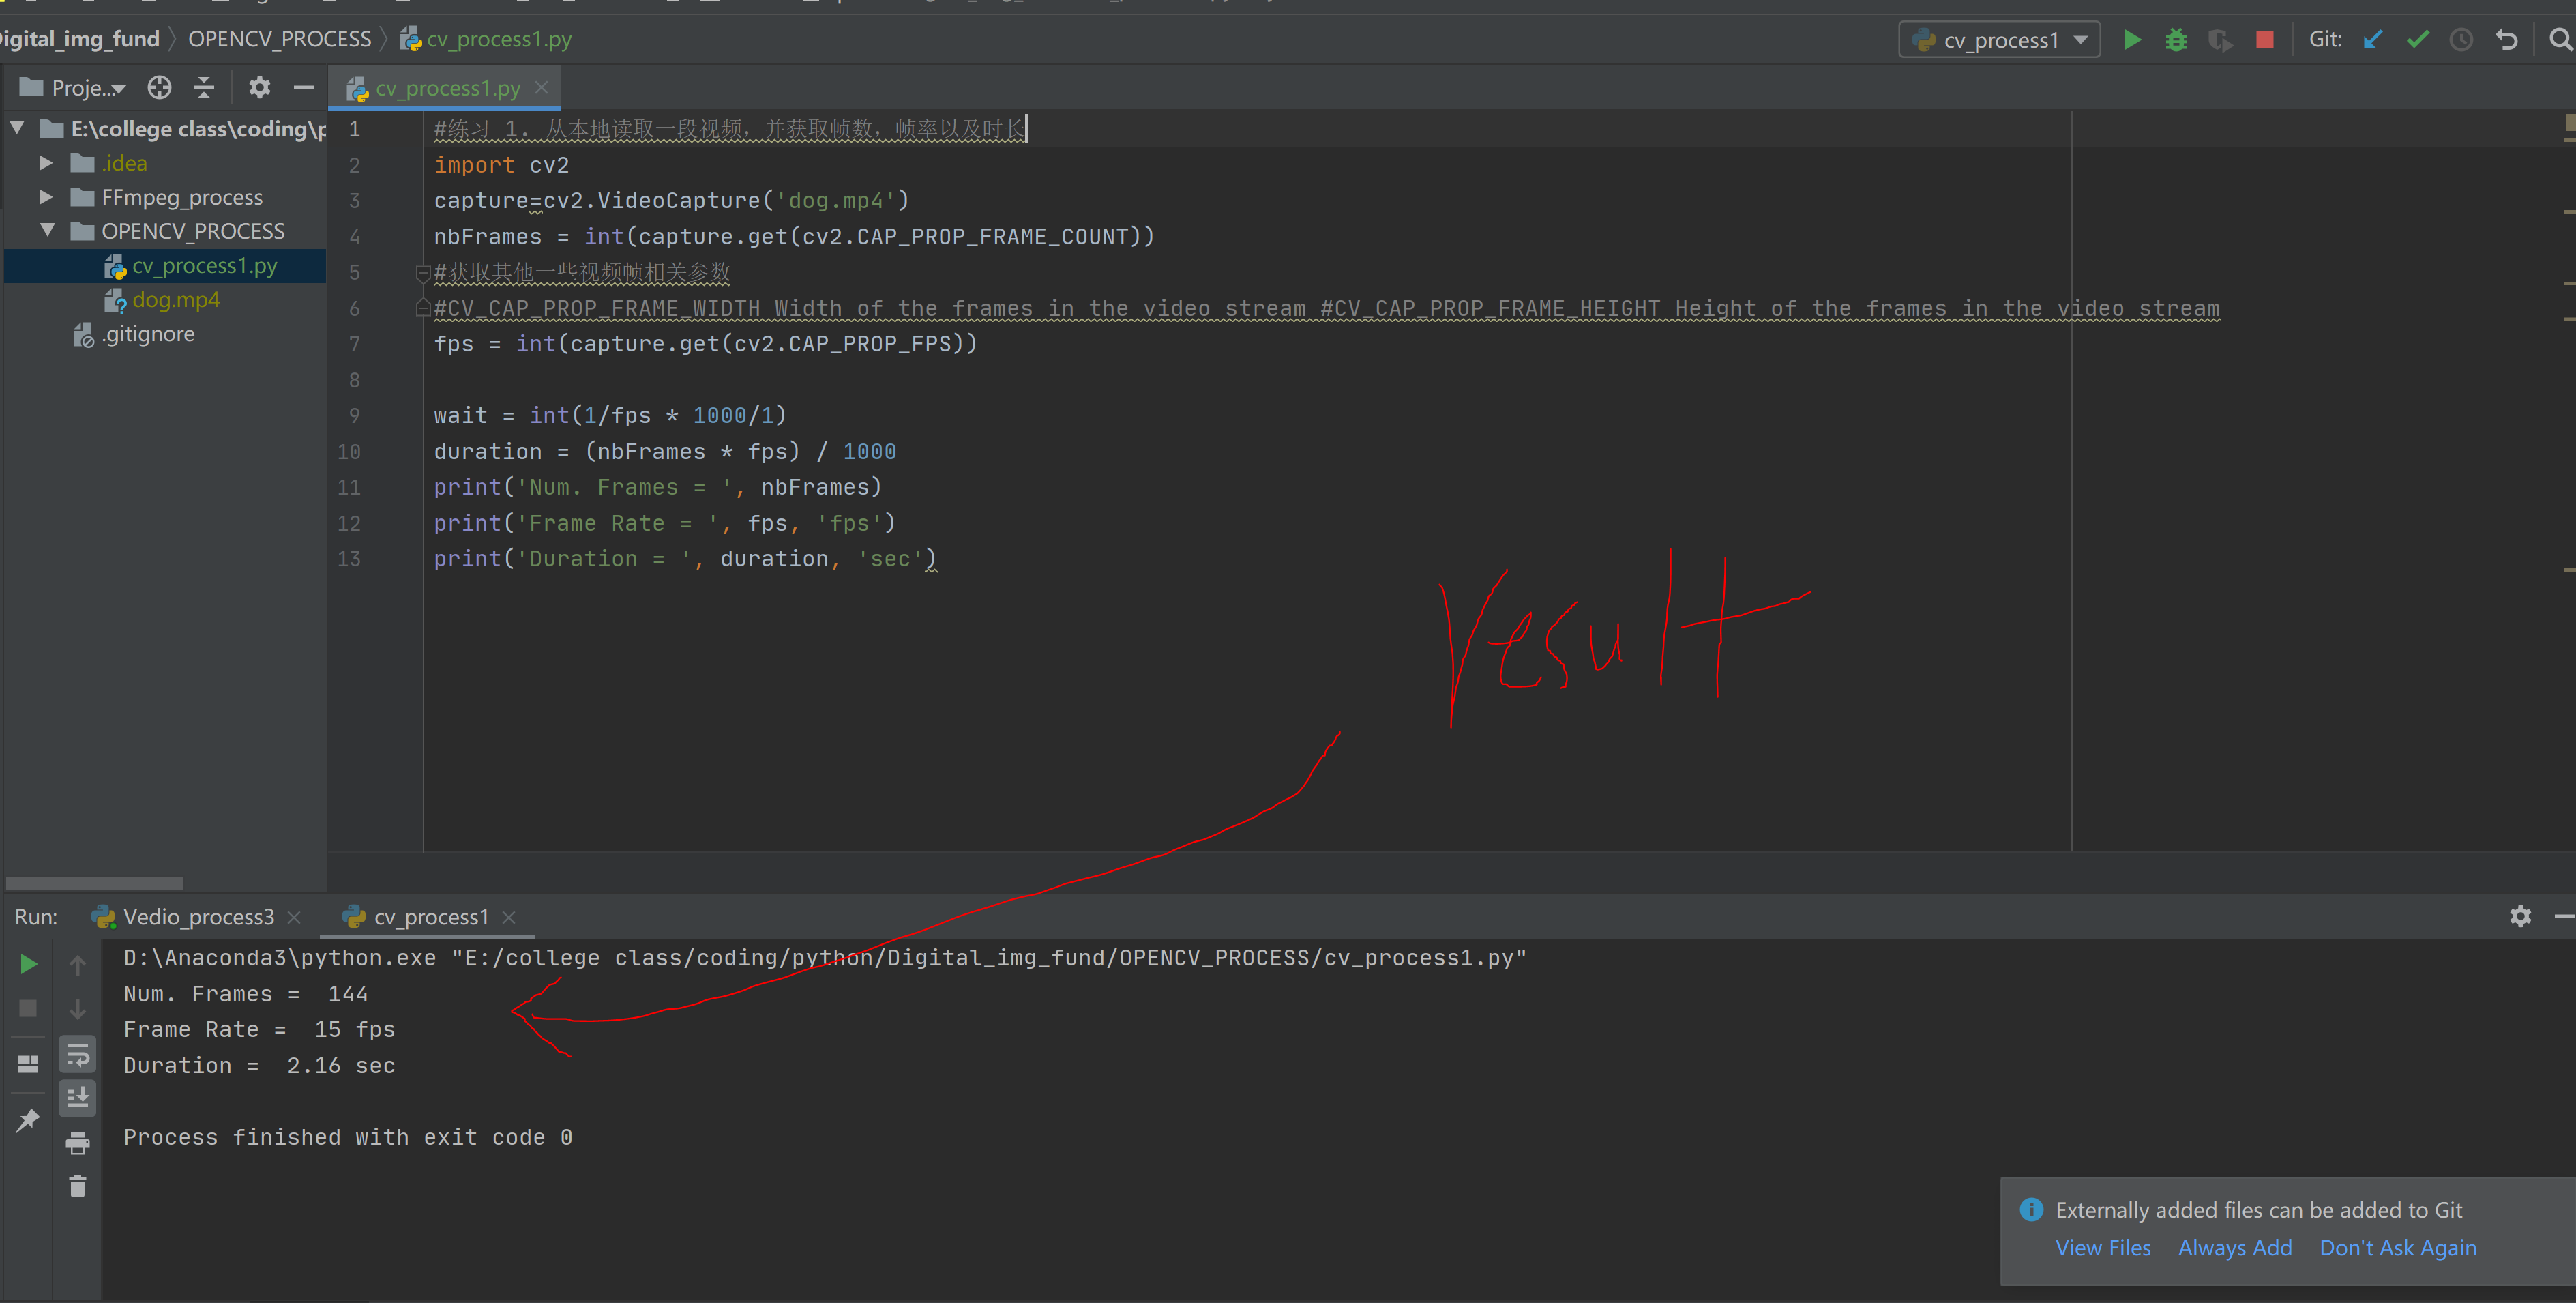 igital_img_fund OPENCV_PROCESS cv_process1.py
cv_process1 Git:
Proje... cv_process1.py
E:\college class\coding\p
.idea
FFmpeg_process
OPENCV_PROCESS
cv_process1.py
dog.mp4
.gitignore
1 #练习 1. 从本地读取一段视频，并获取帧数，帧率以及时长
2 import cv2
3 capture=cv2.VideoCapture('dog.mp4')
4 nbFrames = int(capture.get(cv2.CAP_PROP_FRAME_COUNT))
5 #获取其他一些视频帧相关参数
6 #CV_CAP_PROP_FRAME_WIDTH Width of the frames in the video stream #CV_CAP_PROP_FRAME_HEIGHT Height of the frames in the video stream
7 fps = int(capture.get(cv2.CAP_PROP_FPS))
8
9 wait = int(1/fps * 1000/1)
10 duration = (nbFrames * fps) / 1000
11 print('Num. Frames = ', nbFrames)
12 print('Frame Rate = ', fps, 'fps')
13 print('Duration = ', duration, 'sec')
result
Run: Vedio_process3 cv_process1
D:\Anaconda3\python.exe "E:/college class/coding/python/Digital_img_fund/OPENCV_PROCESS/cv_process1.py"
Num. Frames =  144
Frame Rate =  15 fps
Duration =  2.16 sec
Process finished with exit code 0
Externally added files can be added to Git
View Files Always Add Don't Ask Again